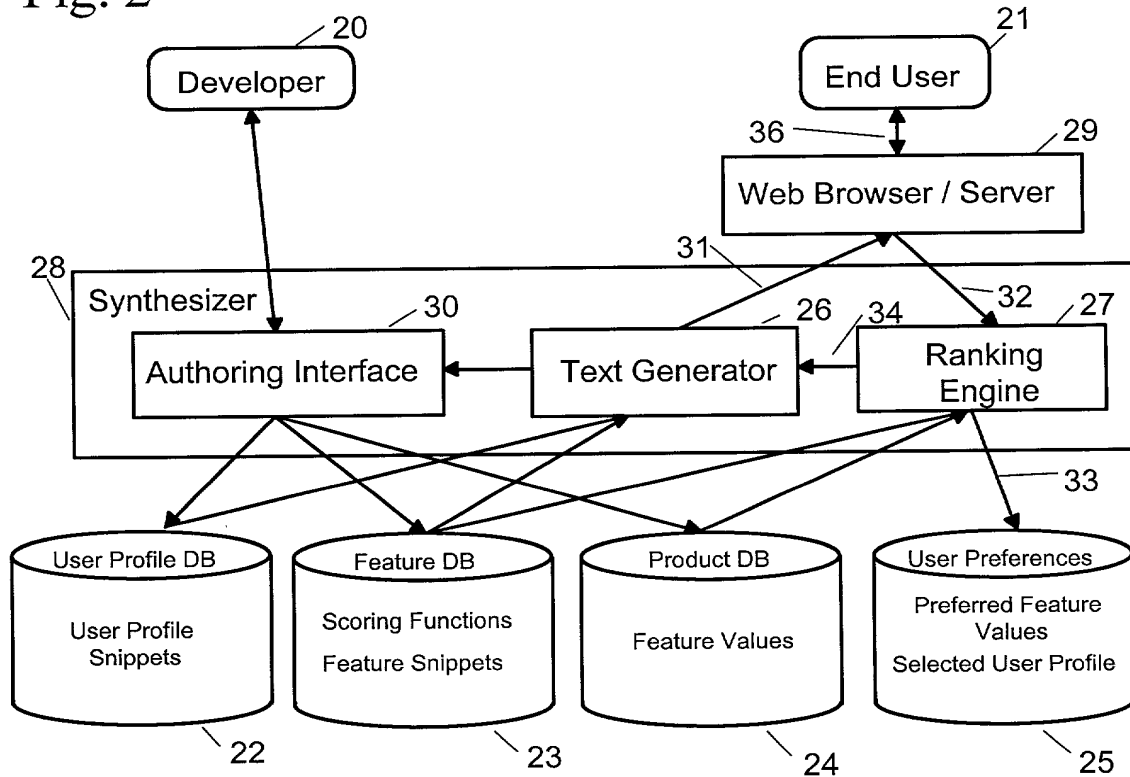 Fig. 2
20
21
Developer
End User
36
29
Web Browser / Server
31
28
32
Synthesizer
30
26
34
27
Authoring Interface
Text Generator
Ranking
Engine
33
User Profile DB
Feature DB
Product DB
User Preferences
User Profile
Snippets
Scoring Functions
Feature Snippets
Feature Values
Preferred Feature
Values
Selected User Profile
22
23
24
25